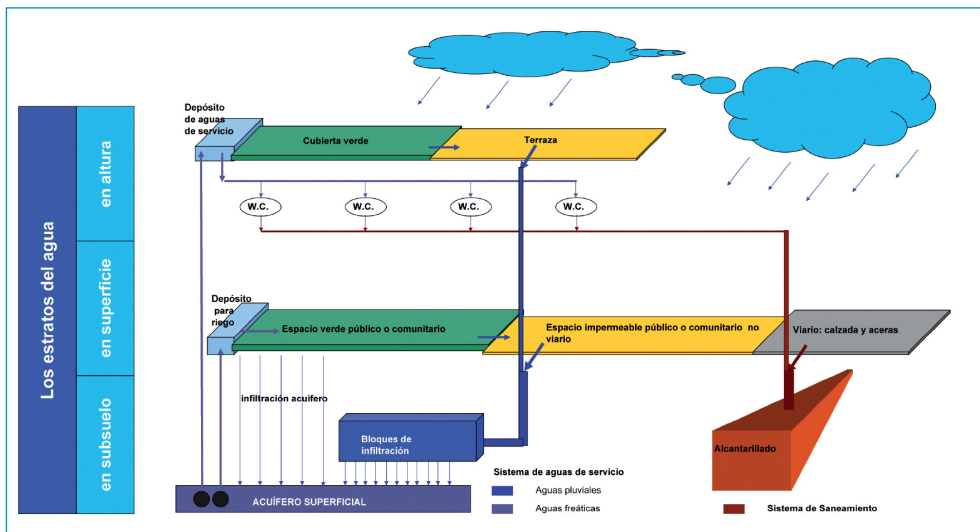 Los estratos del agua
en altura
en superficie
en subsuelo
Depósito
de aguas
de servicio
Cubierta verde
Terraza
W.C.
W.C.
W.C.
W.C.
Depósito
para
riego
Espacio verde público o comunitario
Espacio impermeable público o comunitario no
viario
Viario: calzada y aceras
infiltración acuífero
Bloques de
infiltración
Alcantarillado
ACUÍFERO SUPERFICIAL
Sistema de aguas de servicio
Aguas pluviales
Aguas freáticas
Sistema de Saneamiento